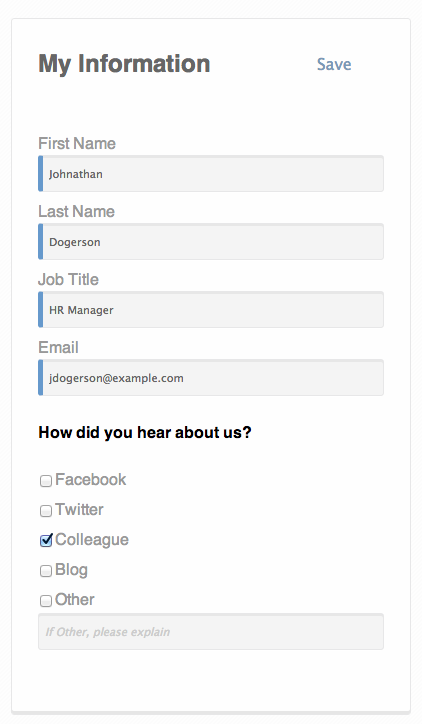 My Information
Save
First Name
Johnathan
Last Name
Dogerson
Job Title
HR Manager
Email
jdogerson@example.com
How did you hear about us?
Facebook
Twitter
Colleague
Blog
Other
If Other, please explain